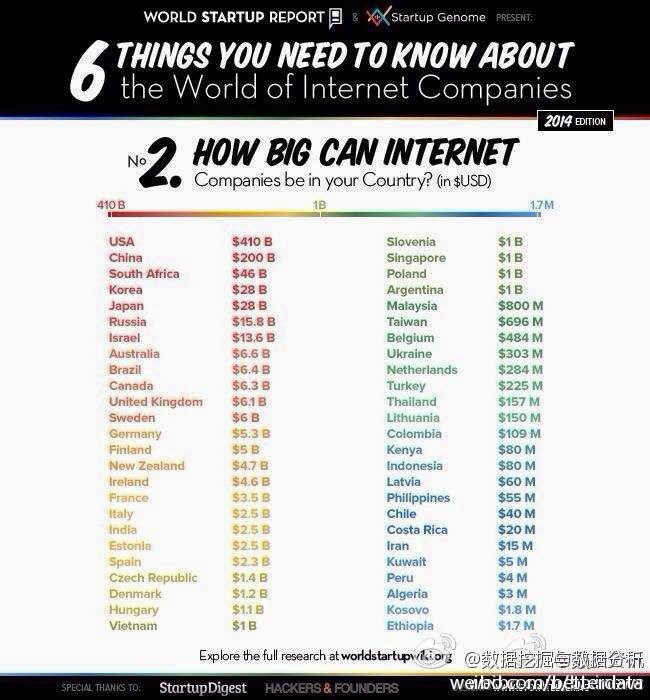 WORLD STARTUP REPORT & Startup Genome PRESENT:
6 THINGS YOU NEED TO KNOW ABOUT
the World of Internet Companies
2014 EDITION
No 2. HOW BIG CAN INTERNET
Companies be in your Country? (in $USD)
410 B 1B 1.7 M
USA $410 B
China $200 B
South Africa $46 B
Korea $28 B
Japan $28 B
Russia $15.8 B
Israel $13.6 B
Australia $6.6 B
Brazil $6.4 B
Canada $6.3 B
United Kingdom $6.1 B
Sweden $6 B
Germany $5.3 B
Finland $5 B
New Zealand $4.7 B
Ireland $4.6 B
France $3.5 B
Italy $2.5 B
India $2.5 B
Estonia $2.5 B
Spain $2.3 B
Czech Republic $1.4 B
Denmark $1.2 B
Hungary $1.1 B
Vietnam $1 B
Slovenia $1 B
Singapore $1 B
Poland $1 B
Argentina $1 B
Malaysia $800 M
Taiwan $696 M
Belgium $484 M
Ukraine $303 M
Netherlands $284 M
Turkey $225 M
Thailand $157 M
Lithuania $150 M
Colombia $109 M
Kenya $80 M
Indonesia $80 M
Latvia $60 M
Philippines $55 M
Chile $40 M
Costa Rica $20 M
Iran $15 M
Kuwait $5 M
Peru $4 M
Algeria $3 M
Kosovo $1.8 M
Ethiopia $1.7 M
Explore the full research at worldstartupwiki.org
@数据挖掘与数据分析
SPECIAL THANKS TO: StartupDigest HACKERS & FOUNDERS